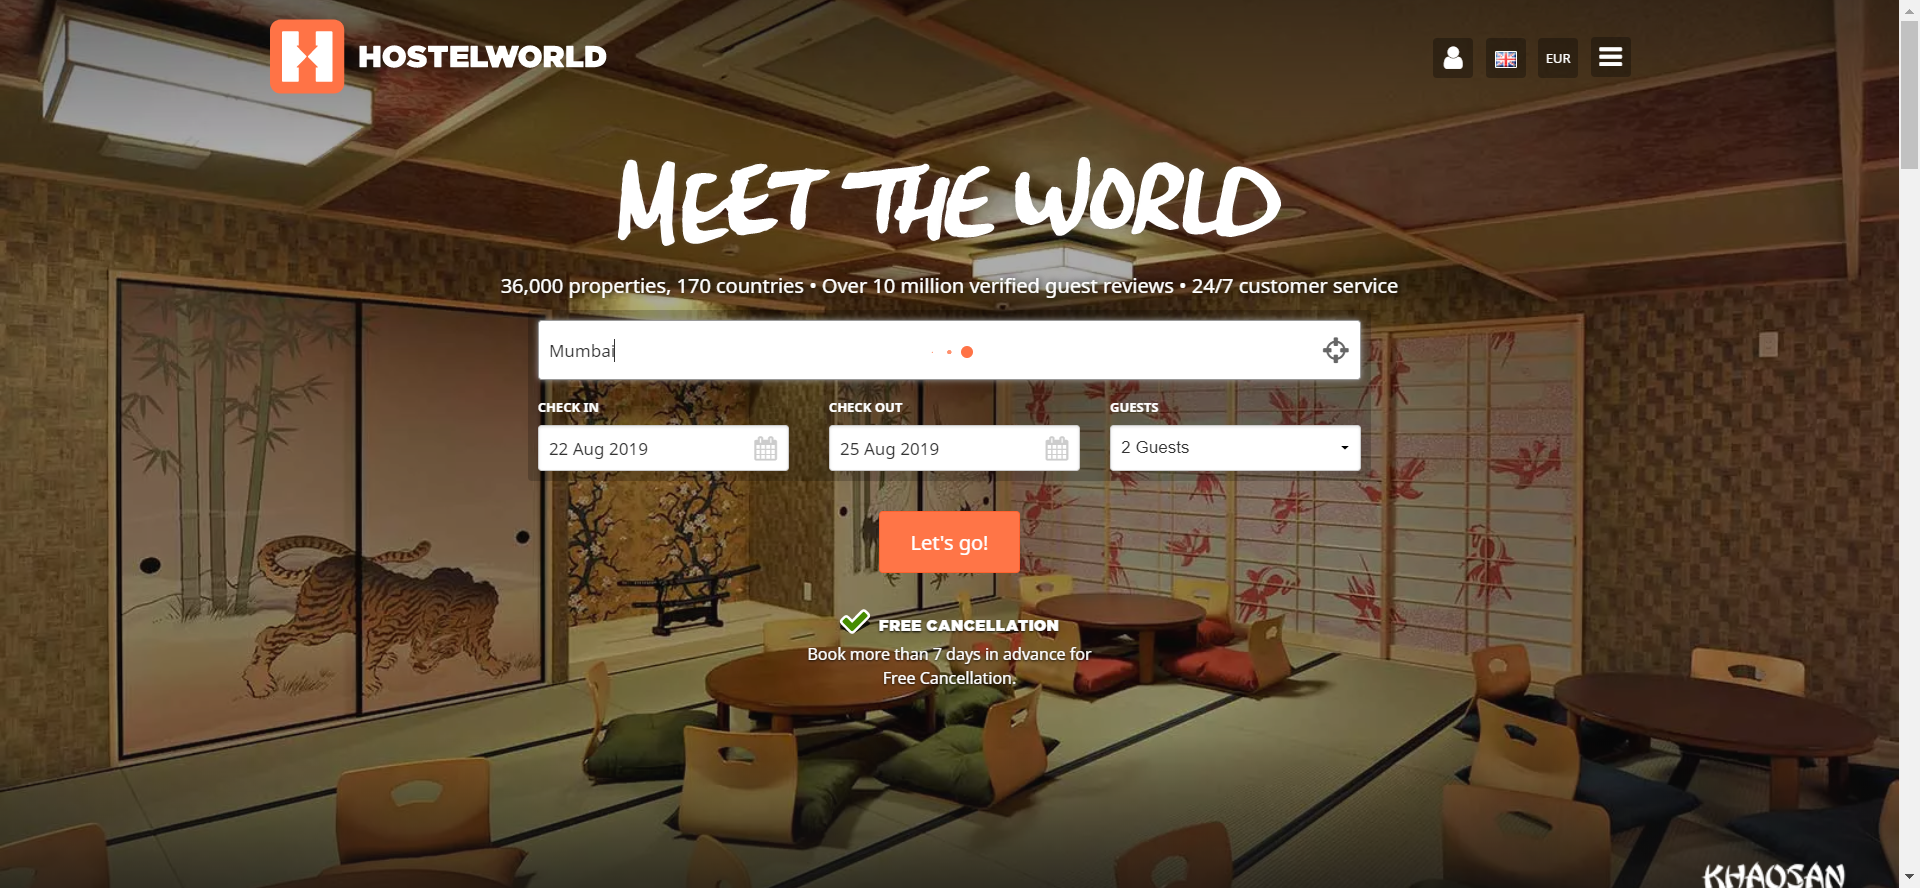 HOSTELWORLD
EUR
MEET THE WORLD
36,000 properties, 170 countries • Over 10 million verified guest reviews • 24/7 customer service
Mumbai
CHECK IN
CHECK OUT
GUESTS
22 Aug 2019
25 Aug 2019
2 Guests
Let's go!
FREE CANCELLATION
Book more than 7 days in advance for
Free Cancellation.
KHAOSAN